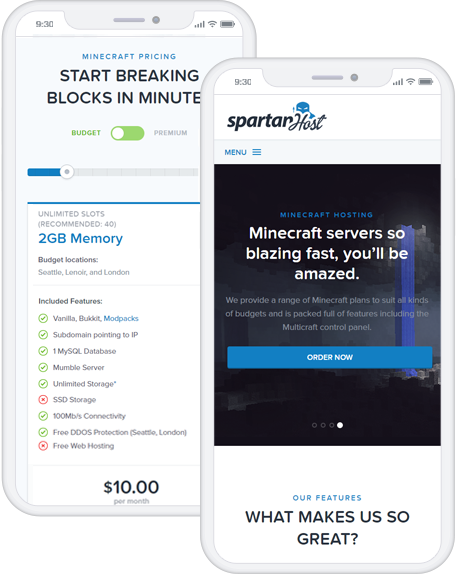 9:30
MINECRAFT PRICING
START BREAKING
BLOCKS IN MINUTE
BUDGET PREMIUM
UNLIMITED SLOTS
(RECOMMENDED: 40)
2GB Memory
Budget locations:
Seattle, Lenoir, and London
Included Features:
Vanilla, Bukkit, Modpacks
Subdomain pointing to IP
1 MySQL Database
Mumble Server
Unlimited Storage*
SSD Storage
100Mb/s Connectivity
Free DDOS Protection (Seattle, London)
Free Web Hosting
$10.00
per month
9:30
spartanHost
MENU
MINECRAFT HOSTING
Minecraft servers so
blazing fast, you'll be
amazed.
We provide a range of Minecraft plans to suit all kinds
of budgets and is packed full of features including the
Multicraft control panel.
ORDER NOW
OUR FEATURES
WHAT MAKES US SO
GREAT?